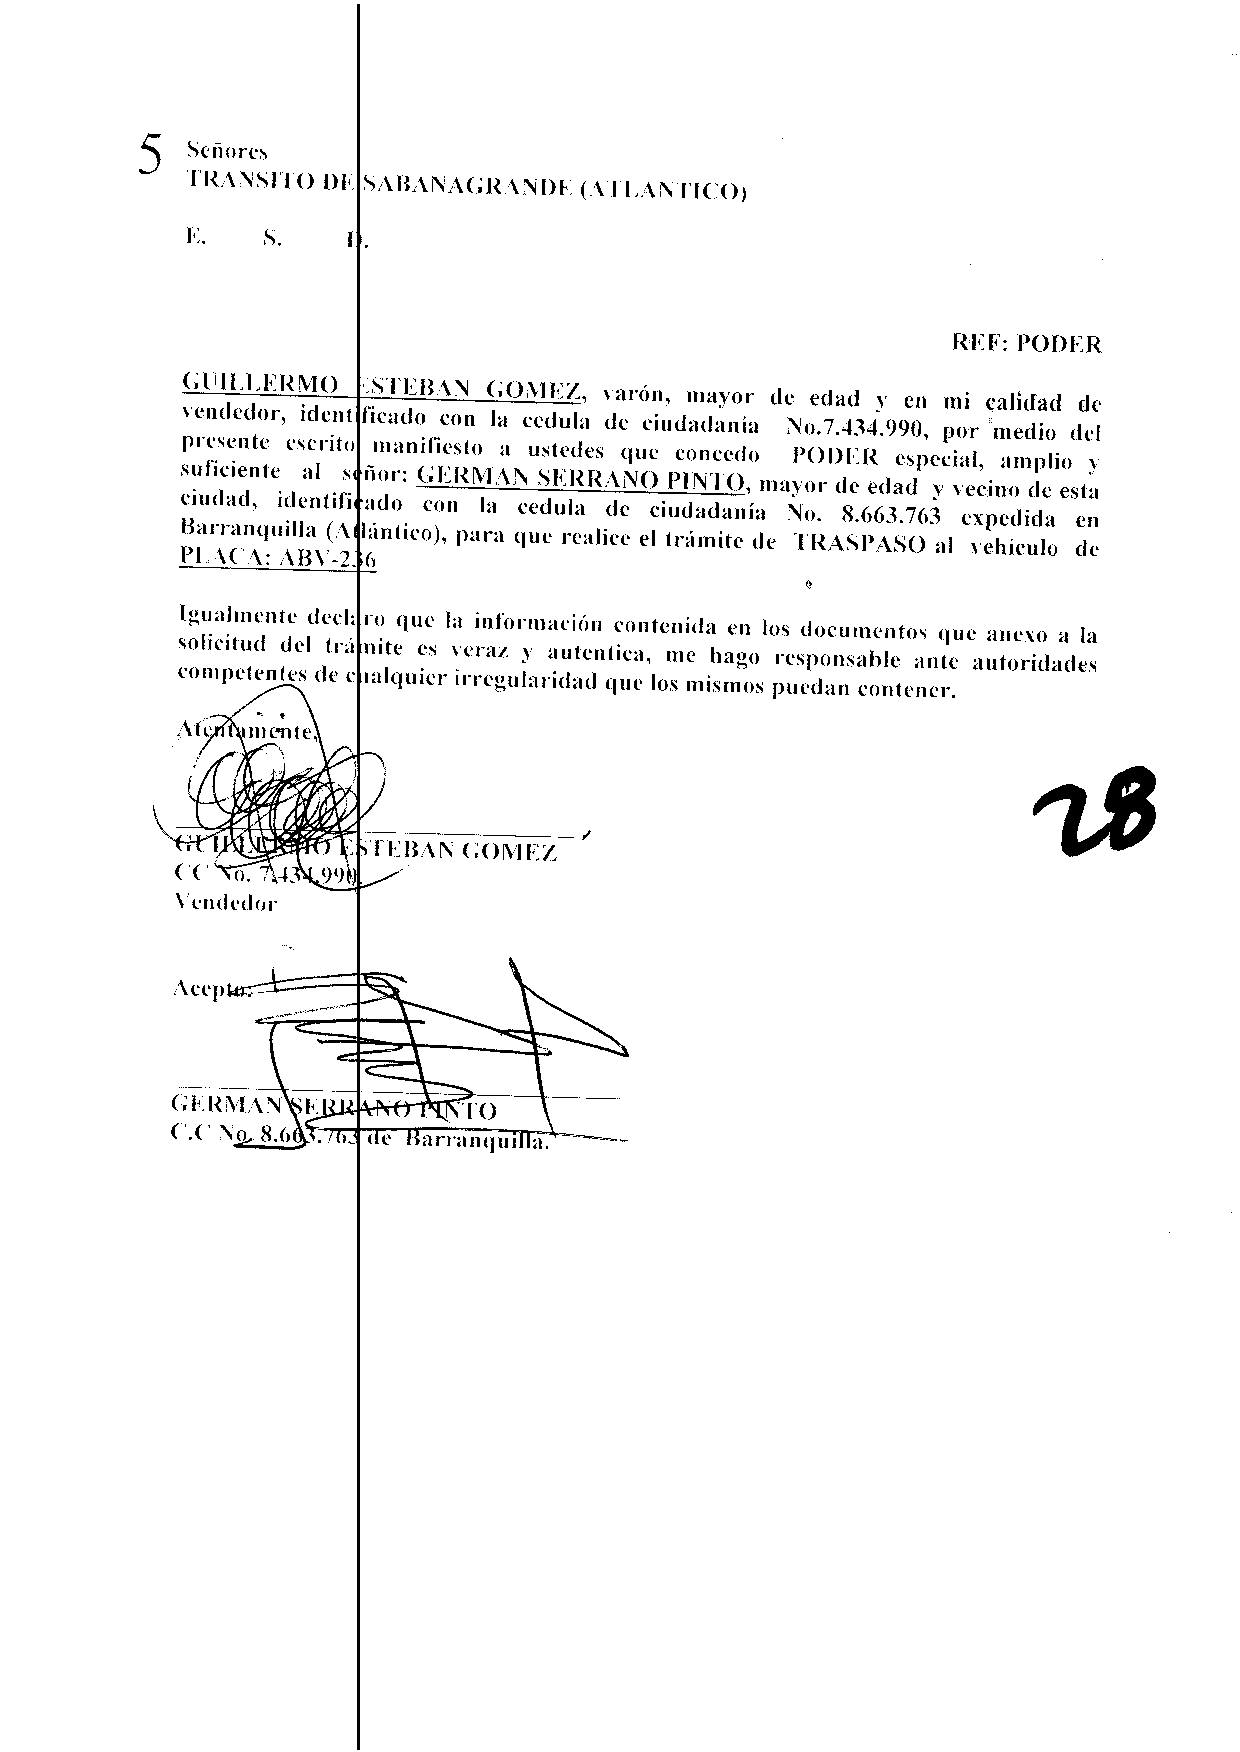 5 Señores
TRANSITO DE SABANAGRANDE (ATLANTICO)
E. S. D.
REF: PODER
GUILLERMO ESTEBAN GOMEZ, varón, mayor de edad y en mi calidad de
vendedor, identificado con la cedula de ciudadanía No.7.434.990, por medio del
presente escrito manifiesto a ustedes que concedo PODER especial, amplio y
suficiente al señor: GERMAN SERRANO PINTO, mayor de edad y vecino de esta
ciudad, identificado con la cedula de ciudadanía No. 8.663.763 expedida en
Barranquilla (Atlántico), para que realice el trámite de TRASPASO al vehículo de
PLACA: ABV-236
Igualmente declaro que la información contenida en los documentos que anexo a la
solicitud del trámite es veraz y autentica, me hago responsable ante autoridades
competentes de cualquier irregularidad que los mismos puedan contener.
Atentamente,
28
GUILLERMO ESTEBAN GOMEZ
CC No. 7.434.990
Vendedor
Acepto:
GERMAN SERRANO PINTO
C.C No. 8.663.763 de Barranquilla.